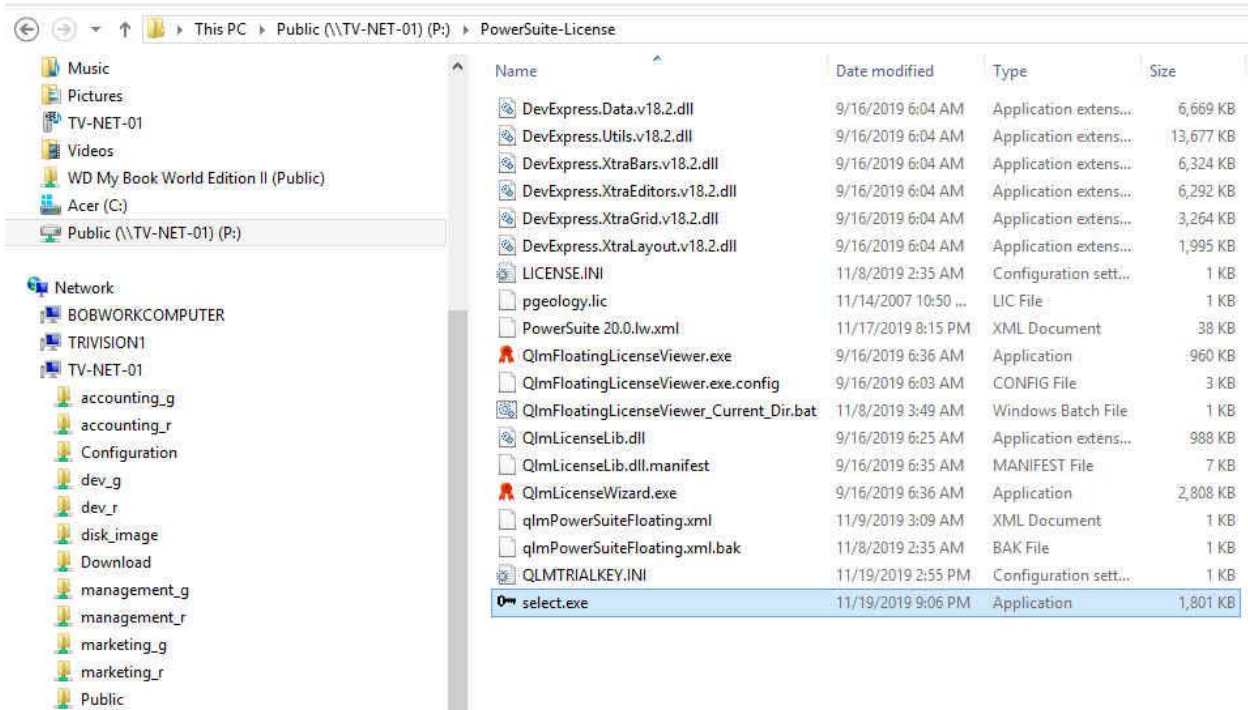 This PC Public (\\TV-NET-01) (P:) PowerSuite-License
Music
Pictures
TV-NET-01
Videos
WD My Book World Edition II (Public)
Acer (C:)
Public (\\TV-NET-01) (P:)
Network
BOBWORKCOMPUTER
TRIVISION1
TV-NET-01
accounting_g
accounting_r
Configuration
dev_g
dev_r
disk_image
Download
management_g
management_r
marketing_g
marketing_r
Public
Name Date modified Type Size
DevExpress.Data.v18.2.dll 9/16/2019 6:04 AM Application extens... 6,669 KB
DevExpress.Utils.v18.2.dll 9/16/2019 6:04 AM Application extens... 13,677 KB
DevExpress.XtraBars.v18.2.dll 9/16/2019 6:04 AM Application extens... 6,324 KB
DevExpress.XtraEditors.v18.2.dll 9/16/2019 6:04 AM Application extens... 6,292 KB
DevExpress.XtraGrid.v18.2.dll 9/16/2019 6:04 AM Application extens... 3,264 KB
DevExpress.XtraLayout.v18.2.dll 9/16/2019 6:04 AM Application extens... 1,995 KB
LICENSE.INI 11/8/2019 2:35 AM Configuration sett... 1 KB
pgeology.lic 11/14/2007 10:50 ... LIC File 1 KB
PowerSuite 20.0.lw.xml 11/17/2019 8:15 PM XML Document 38 KB
QlmFloatingLicenseViewer.exe 9/16/2019 6:36 AM Application 960 KB
QlmFloatingLicenseViewer.exe.config 9/16/2019 6:03 AM CONFIG File 3 KB
QlmFloatingLicenseViewer_Current_Dir.bat 11/8/2019 3:49 AM Windows Batch File 1 KB
QlmLicenseLib.dll 9/16/2019 6:25 AM Application extens... 988 KB
QlmLicenseLib.dll.manifest 9/16/2019 6:35 AM MANIFEST File 7 KB
QlmLicenseWizard.exe 9/16/2019 6:36 AM Application 2,808 KB
qlmPowerSuiteFloating.xml 11/9/2019 3:09 AM XML Document 1 KB
qlmPowerSuiteFloating.xml.bak 11/8/2019 2:35 AM BAK File 1 KB
QLMTRIALKEY.INI 11/19/2019 2:55 PM Configuration sett... 1 KB
select.exe 11/19/2019 9:06 PM Application 1,801 KB